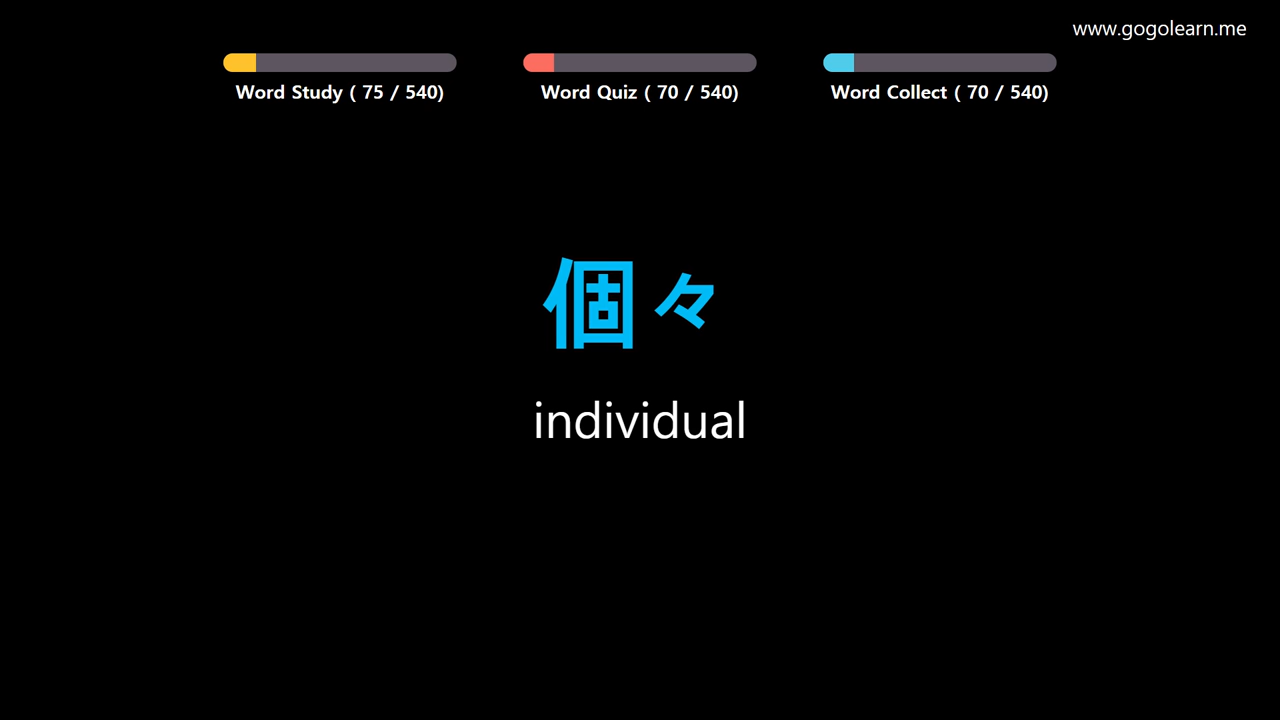 www.gogolearn.me
Word Study ( 75 / 540)
Word Quiz ( 70 / 540)
Word Collect ( 70 / 540)
個々
individual